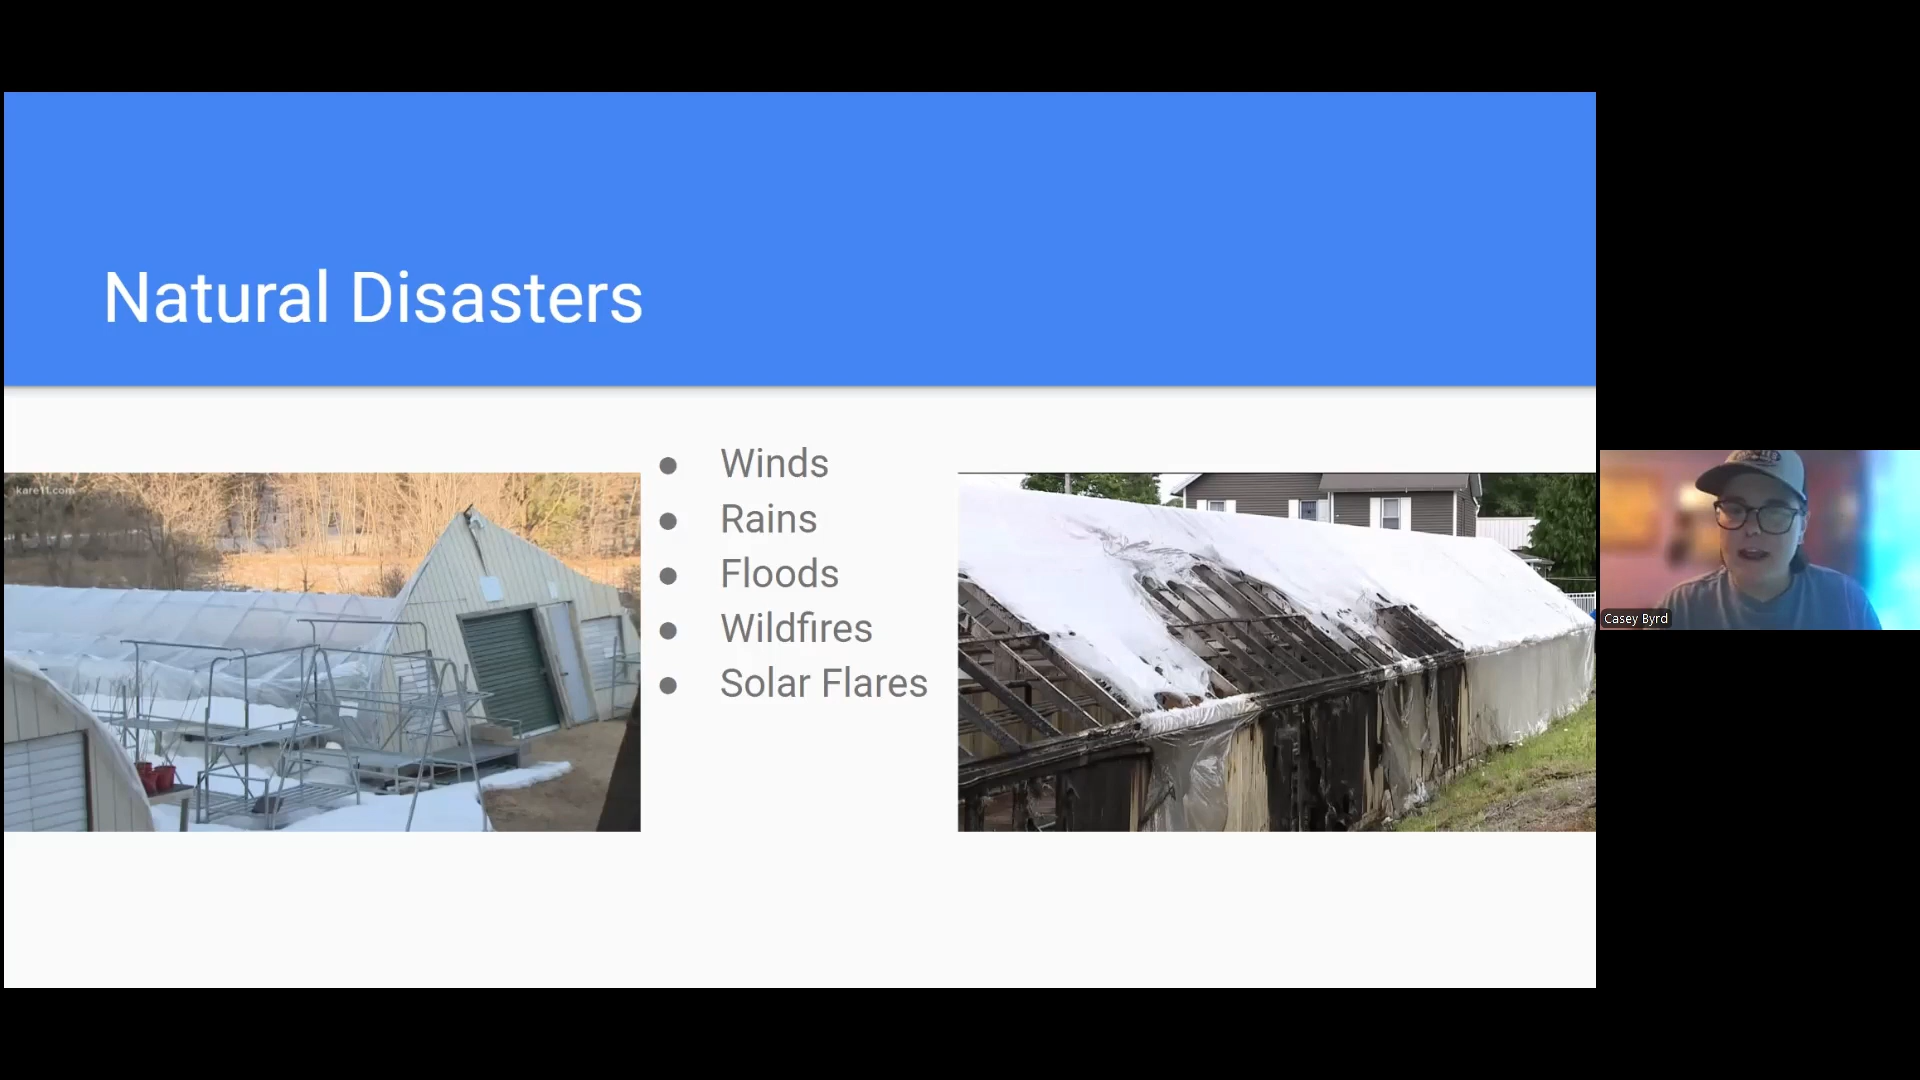 Natural Disasters
kare11.com
Winds
Rains
Floods
Wildfires
Solar Flares
Casey Byrd